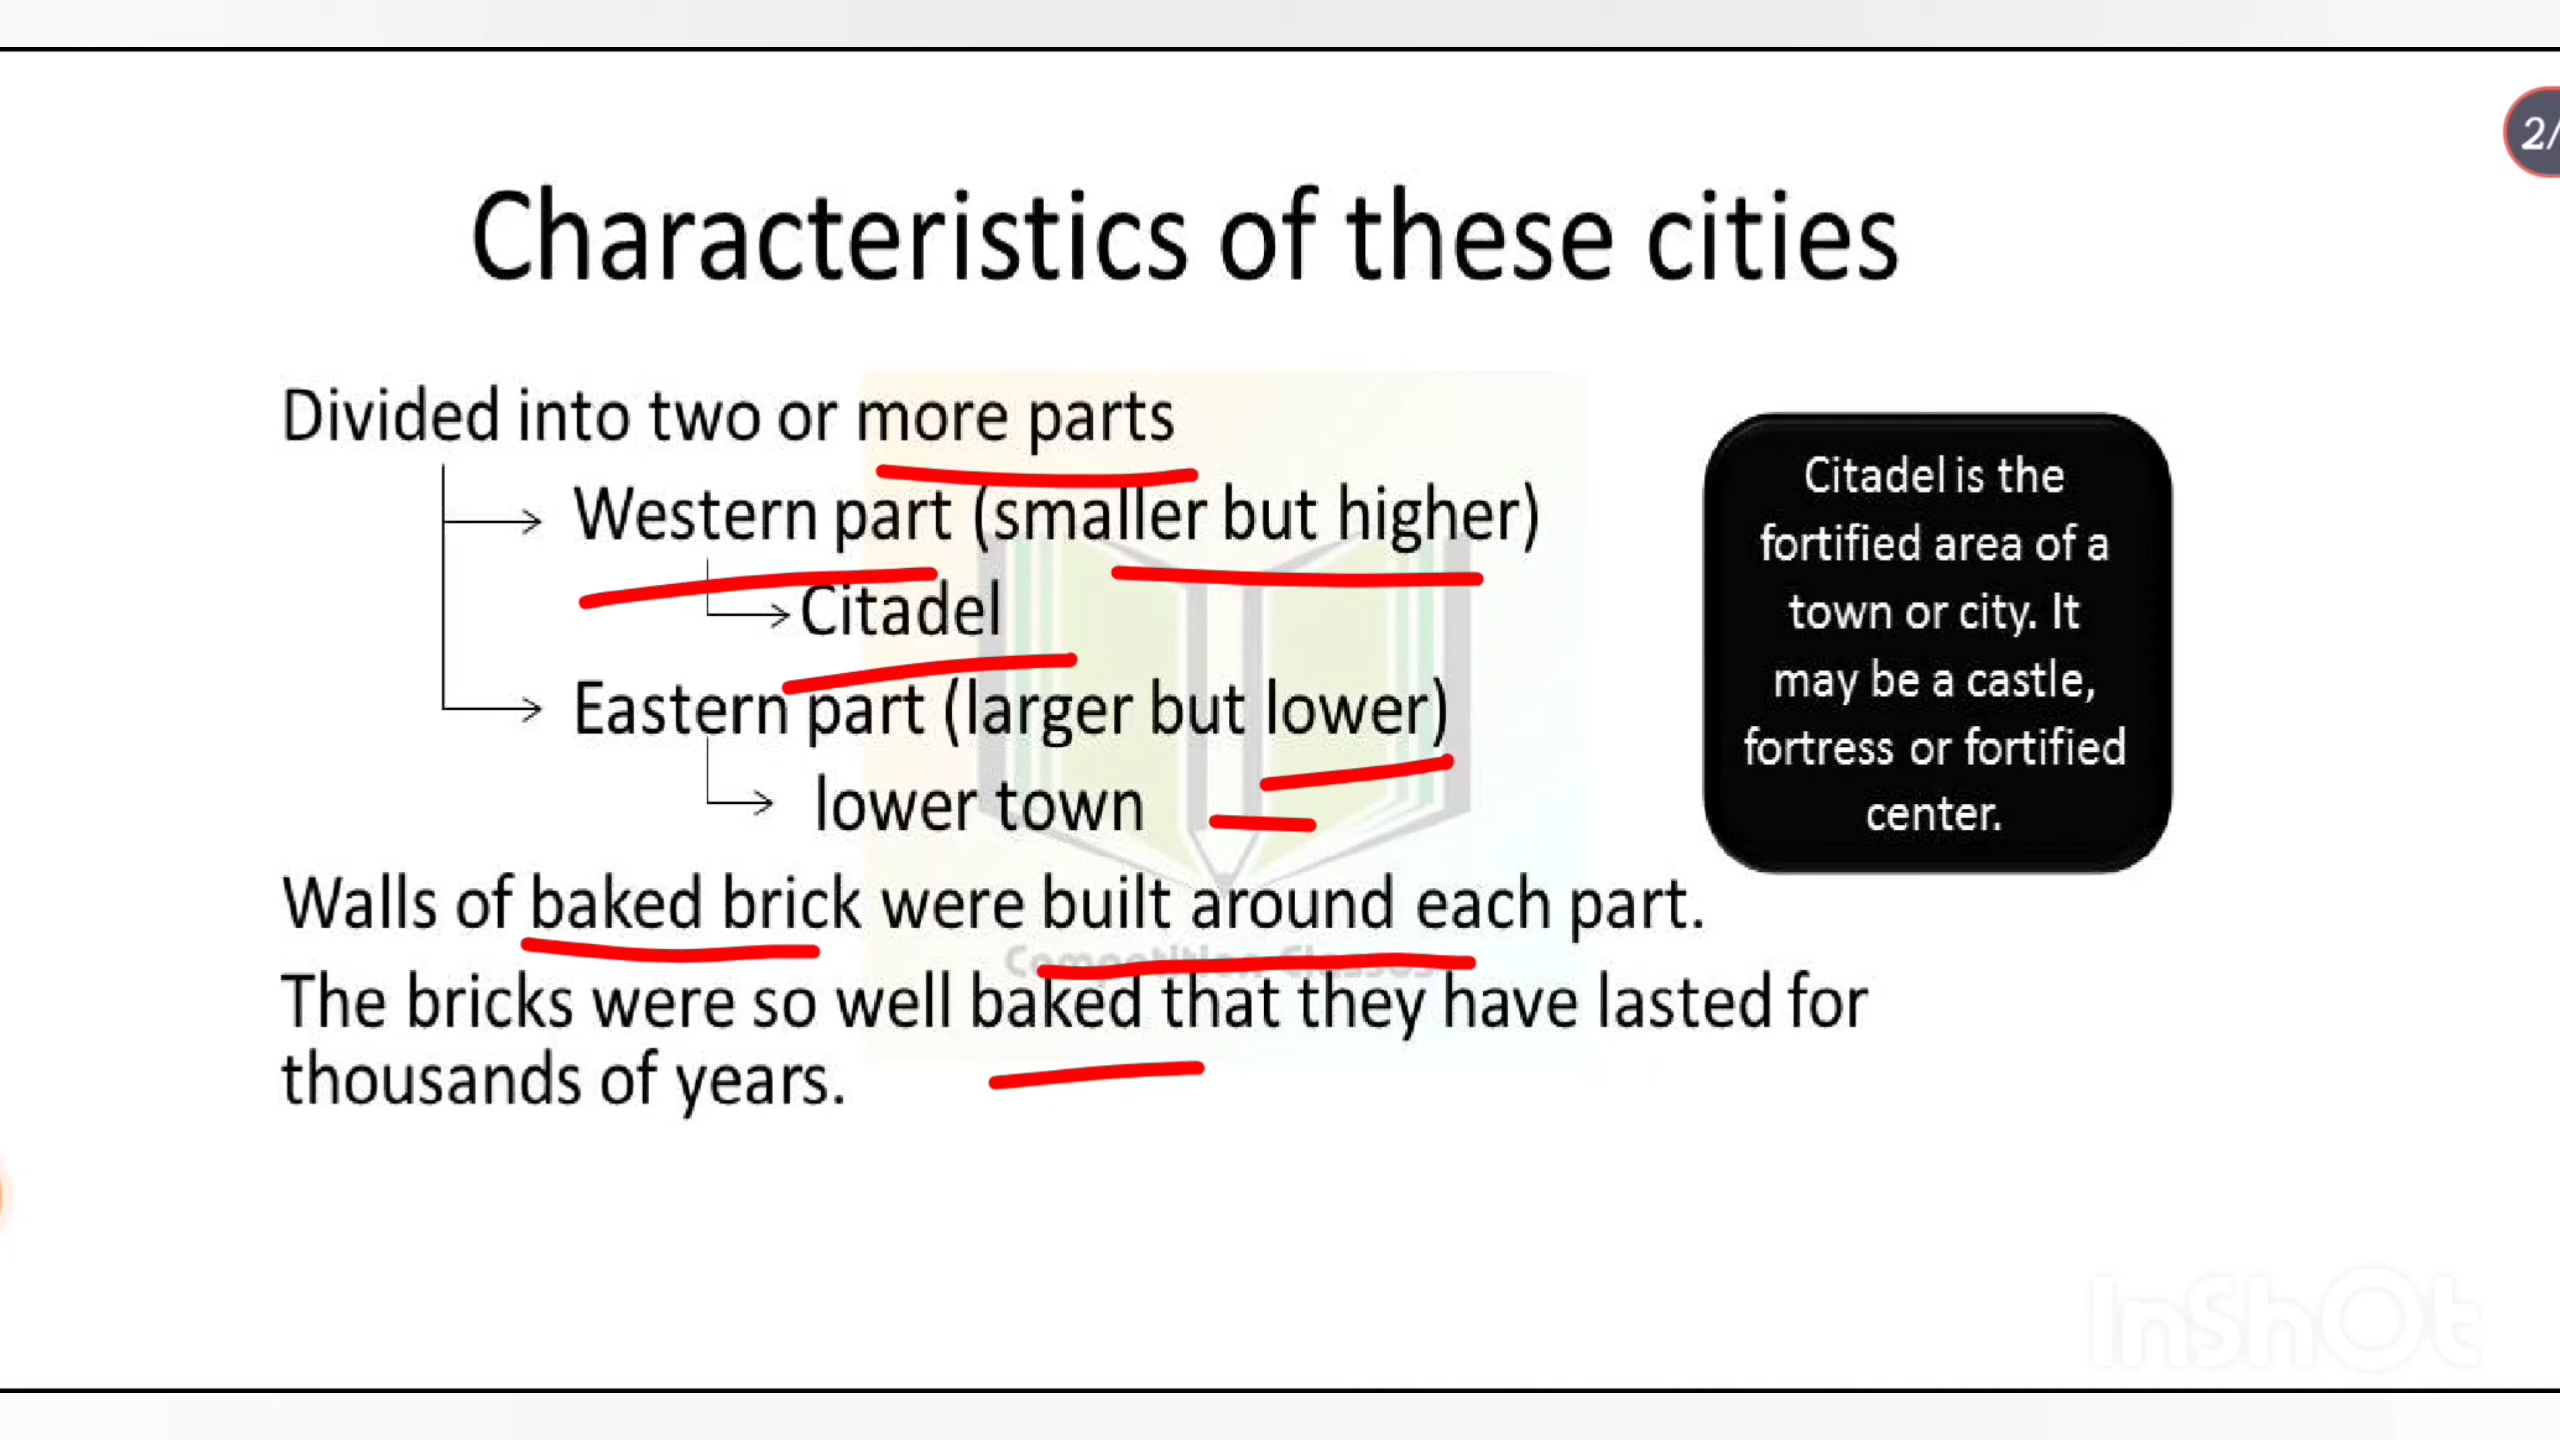 2/
Characteristics of these cities
Divided into two or more parts
Western part (smaller but higher)
Citadel
Eastern part (larger but lower)
lower town
Walls of baked brick were built around each part.
The bricks were so well baked that they have lasted for
thousands of years.
Citadel is the
fortified area of a
town or city. It
may be a castle,
fortress or fortified
center.
Competition Classes
InShOt